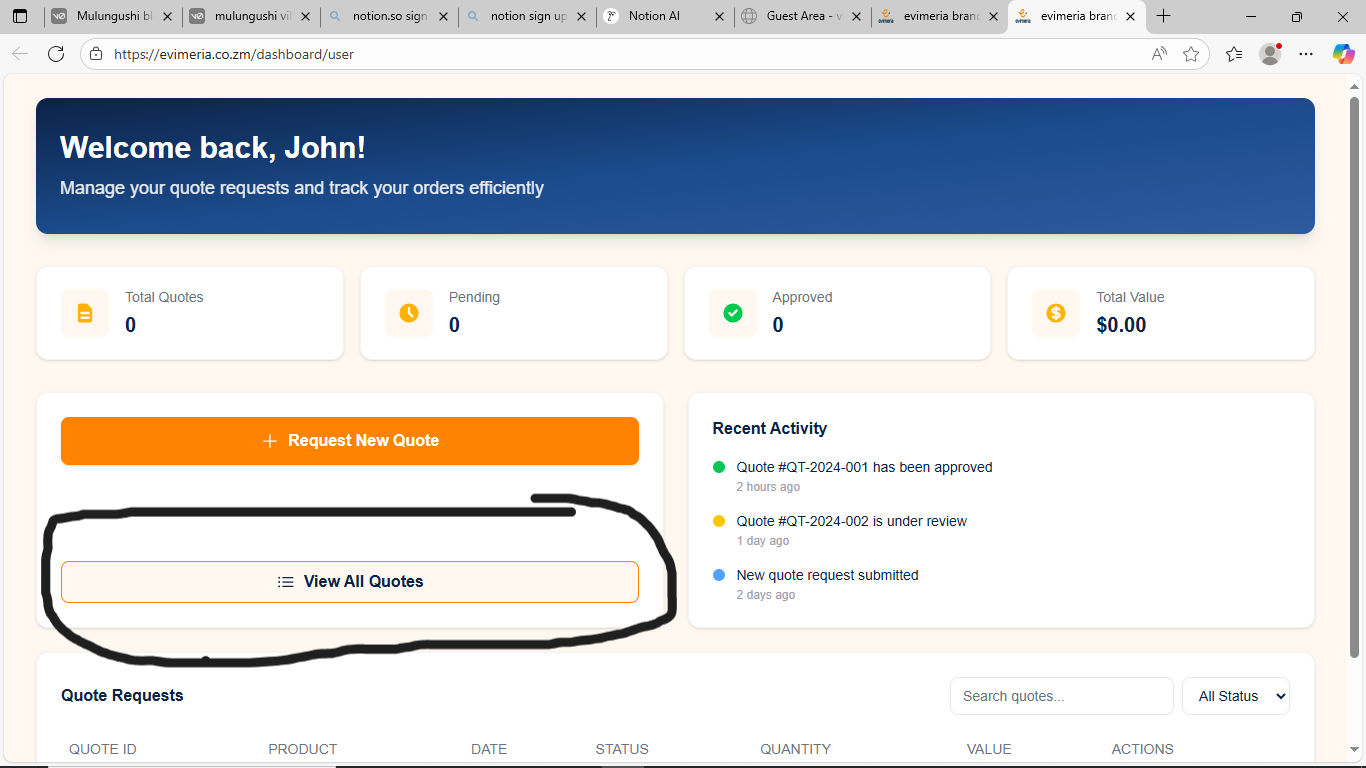 Mulungushi bl
mulungushi vil
notion.so sign
notion sign up
Notion AI
Guest Area - v
evimeria branc
evimeria branc
https://evimeria.co.zm/dashboard/user
Welcome back, John!
Manage your quote requests and track your orders efficiently
Total Quotes
0
Pending
0
Approved
0
Total Value
$0.00
Request New Quote
View All Quotes
Recent Activity
Quote #QT-2024-001 has been approved
2 hours ago
Quote #QT-2024-002 is under review
1 day ago
New quote request submitted
2 days ago
Quote Requests
Search quotes...
All Status
QUOTE ID PRODUCT DATE STATUS QUANTITY VALUE ACTIONS